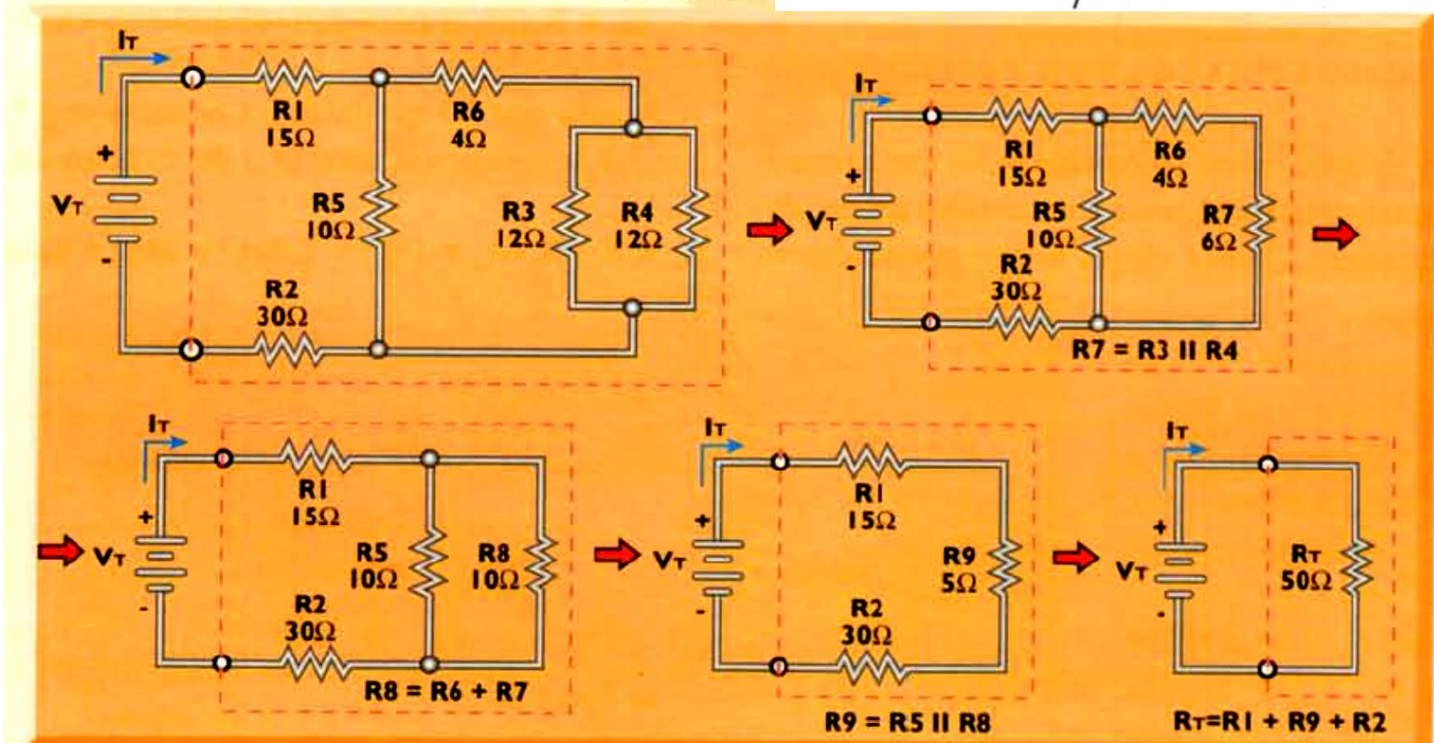 IT
R1
15Ω
R6
4Ω
+
VT
-
R5
10Ω
R3
12Ω
R4
12Ω
R2
30Ω
IT
R1
15Ω
R6
4Ω
+
VT
-
R5
10Ω
R7
6Ω
R2
30Ω
R7 = R3 II R4
IT
R1
15Ω
+
VT
-
R5
10Ω
R8
10Ω
R2
30Ω
R8 = R6 + R7
IT
R1
15Ω
+
VT
-
R9
5Ω
R2
30Ω
R9 = R5 II R8
IT
+
VT
-
RT
50Ω
RT=R1 + R9 + R2